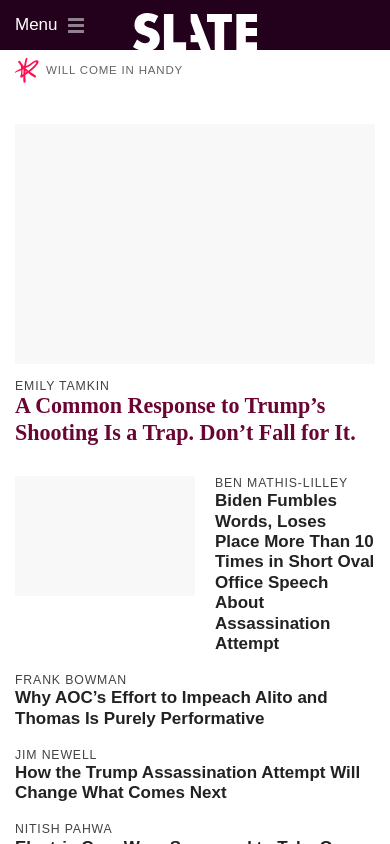 Menu
SLATE
WILL COME IN HANDY
EMILY TAMKIN
A Common Response to Trump’s
Shooting Is a Trap. Don’t Fall for It.
BEN MATHIS-LILLEY
Biden Fumbles
Words, Loses
Place More Than 10
Times in Short Oval
Office Speech
About
Assassination
Attempt
FRANK BOWMAN
Why AOC’s Effort to Impeach Alito and
Thomas Is Purely Performative
JIM NEWELL
How the Trump Assassination Attempt Will
Change What Comes Next
NITISH PAHWA